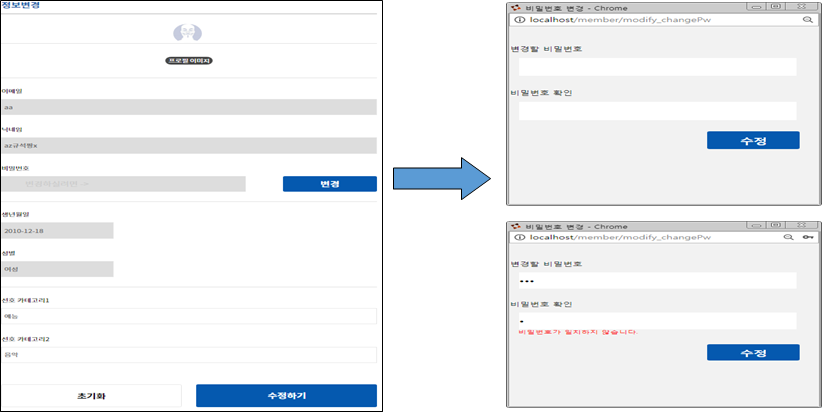 정보변경
프로필 이미지
이메일
aa
닉네임
az규석짱x
비밀번호
변경하실려면 ->
변경
생년월일
2010-12-18
성별
여성
선호 카테고리1
예능
선호 카테고리2
음악
초기화
수정하기
비밀번호 변경 - Chrome
localhost/member/modify_changePw
변경할 비밀번호
비밀번호 확인
수정
비밀번호 변경 - Chrome
localhost/member/modify_changePw
변경할 비밀번호
•••
비밀번호 확인
•
비밀번호가 일치하지 않습니다.
수정